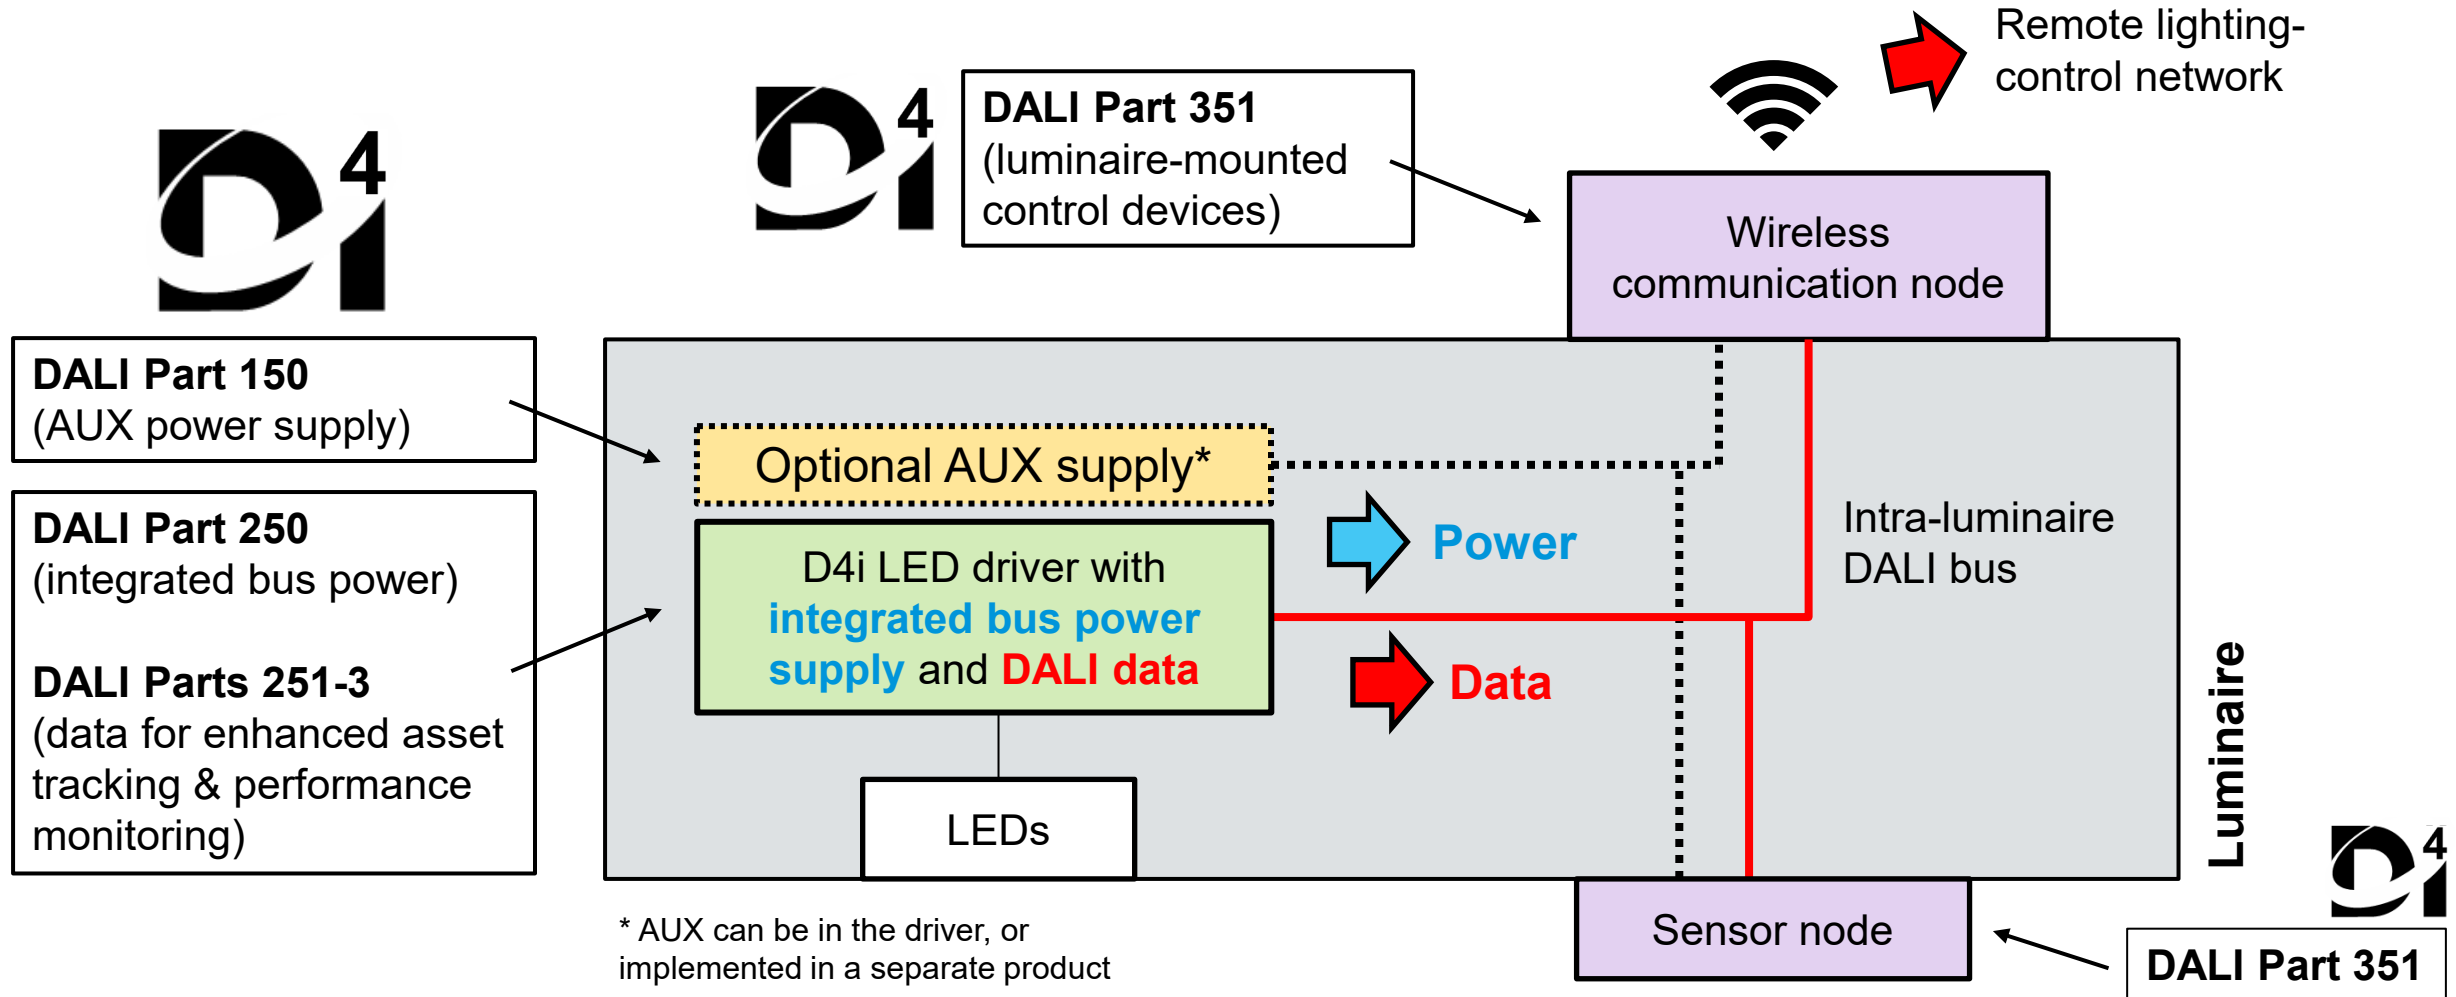 Remote lighting-
control network
DALI Part 351
(luminaire-mounted
control devices)
D4i
D4i
Wireless
communication node
DALI Part 150
(AUX power supply)
Optional AUX supply*
DALI Part 250
(integrated bus power)
DALI Parts 251-3
(data for enhanced asset
tracking & performance
monitoring)
D4i LED driver with
integrated bus power
supply and DALI data
Power
Data
Intra-luminaire
DALI bus
LEDs
Luminaire
* AUX can be in the driver, or
implemented in a separate product
Sensor node
D4i
DALI Part 351